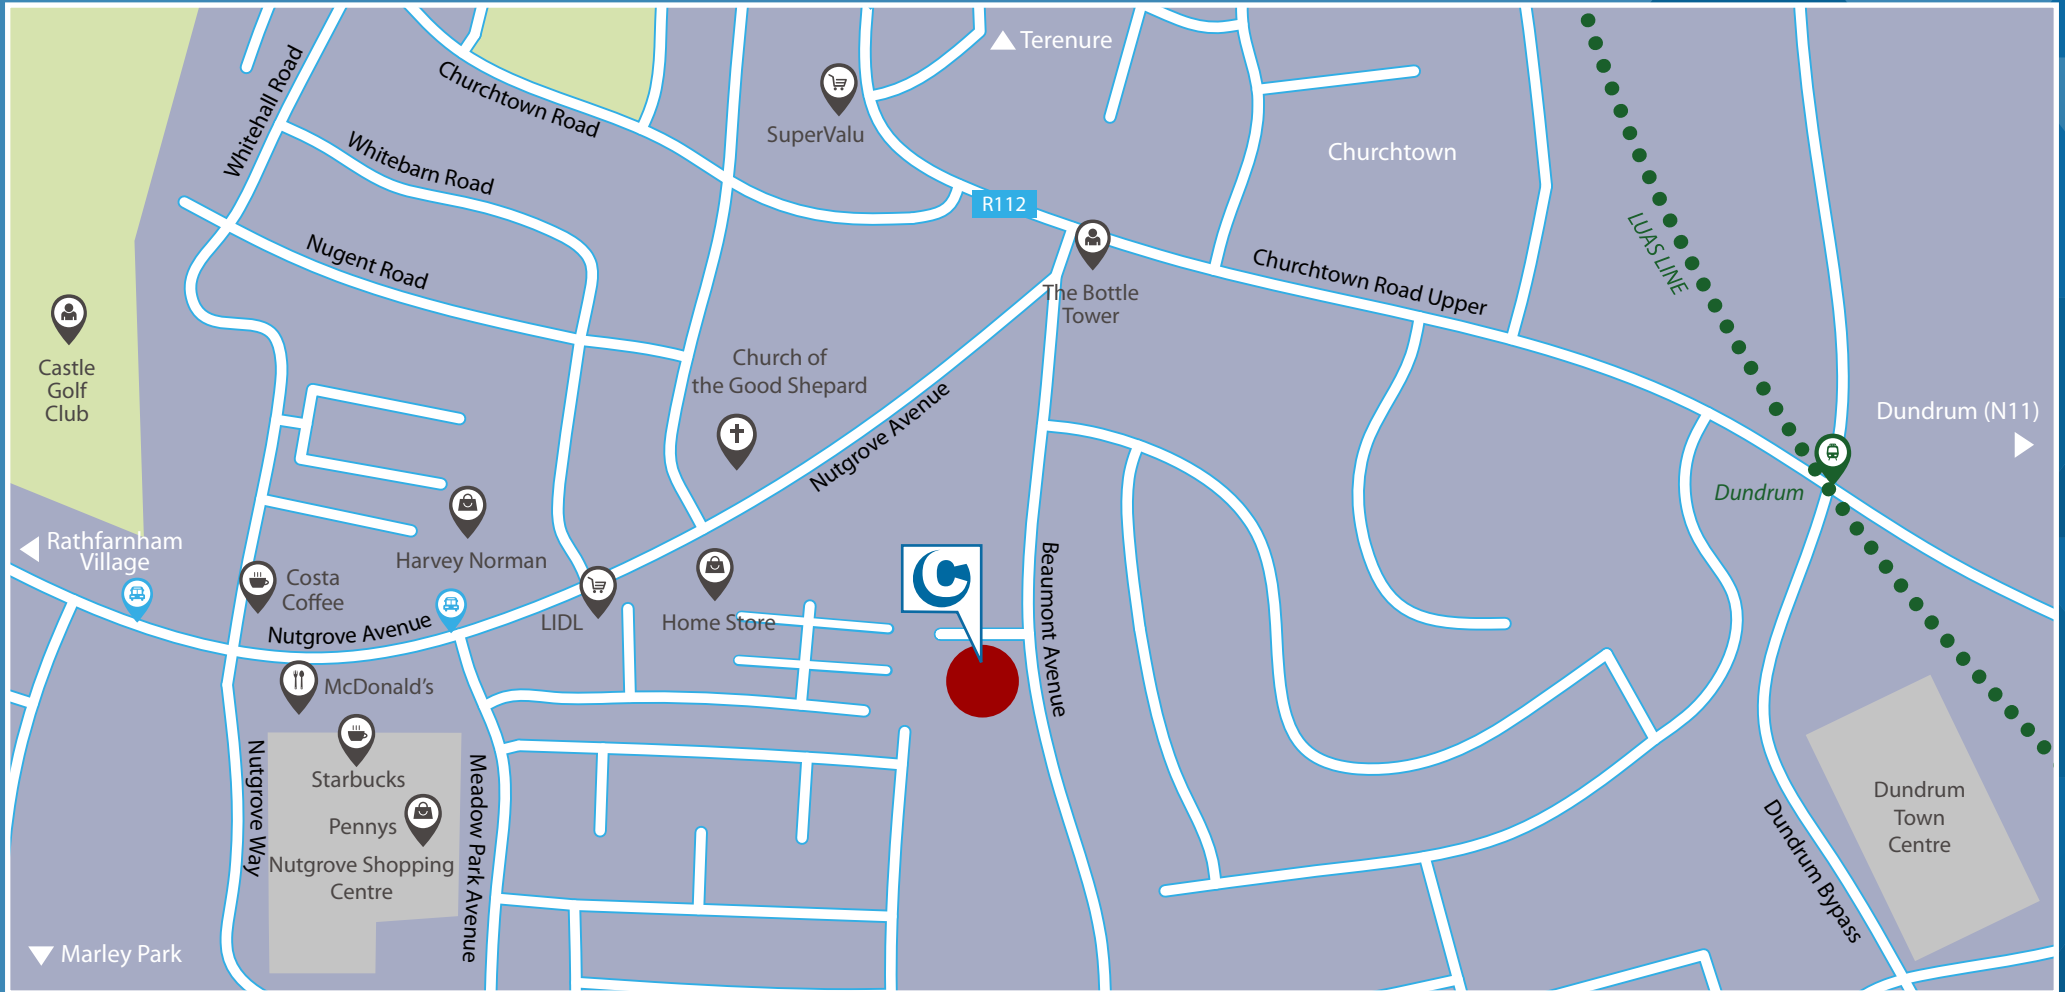 Terenure
Whitehall Road
Churchtown Road
SuperValu
Churchtown
Whitebarn Road
R112
LUAS LINE
Nugent Road
Churchtown Road Upper
The Bottle
Tower
Castle
Golf
Club
Church of
the Good Shepard
Nutgrove Avenue
Dundrum (N11)
Dundrum
Rathfarnham
Village
Harvey Norman
Costa
Coffee
Nutgrove Avenue
LIDL
Home Store
C
Beaumont Avenue
McDonald's
Starbucks
Pennys
Nutgrove Shopping
Centre
Nutgrove Way
Meadow Park Avenue
Dundrum
Town
Centre
Dundrum Bypass
Marley Park